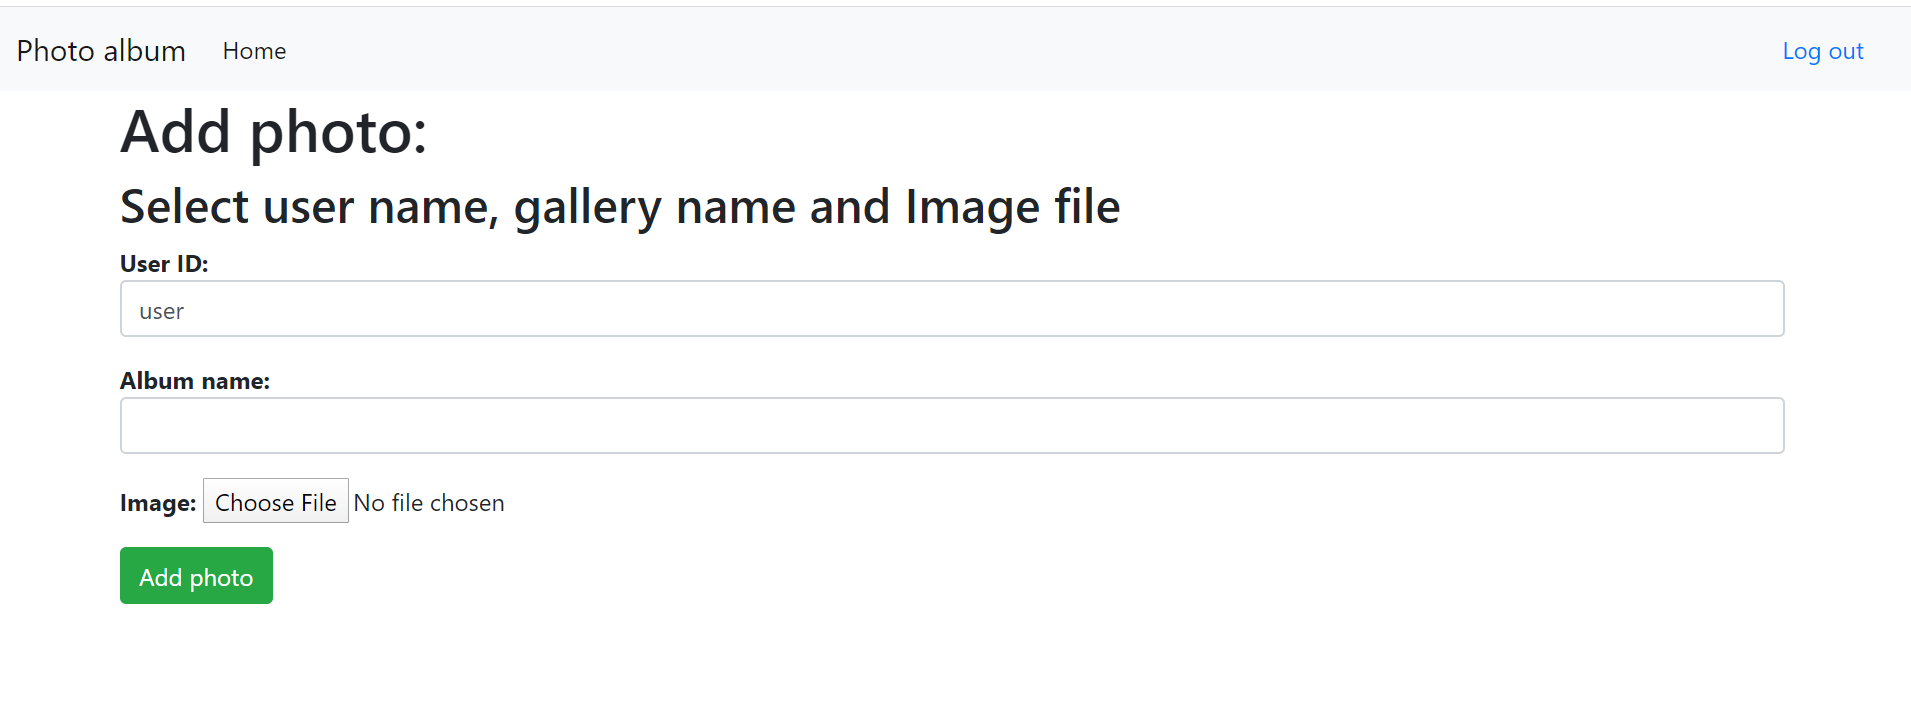 Photo album Home Log out
Add photo:
Select user name, gallery name and Image file
User ID:
user
Album name:
Image: Choose File No file chosen
Add photo